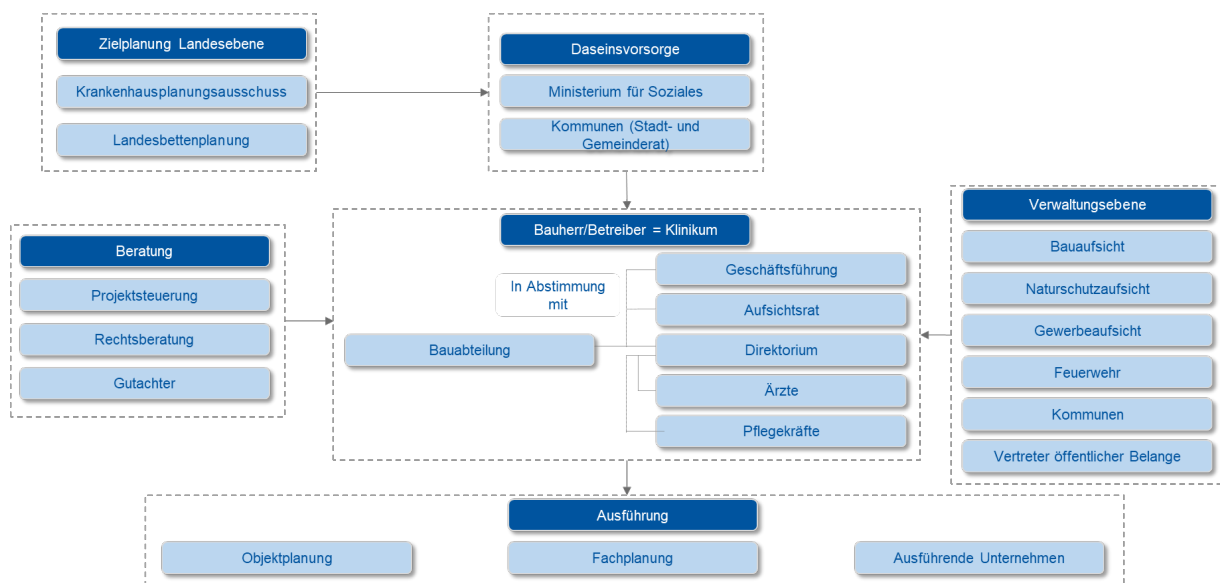 Zielplanung Landesebene
Krankenhausplanungsausschuss
Landesbettenplanung
Daseinsvorsorge
Ministerium für Soziales
Kommunen (Stadt- und
Gemeinderat)
Beratung
Projektsteuerung
Rechtsberatung
Gutachter
Bauherr/Betreiber = Klinikum
In Abstimmung
mit
Bauabteilung
Geschäftsführung
Aufsichtsrat
Direktorium
Ärzte
Pflegekräfte
Verwaltungsebene
Bauaufsicht
Naturschutzaufsicht
Gewerbeaufsicht
Feuerwehr
Kommunen
Vertreter öffentlicher Belange
Ausführung
Objektplanung
Fachplanung
Ausführende Unternehmen